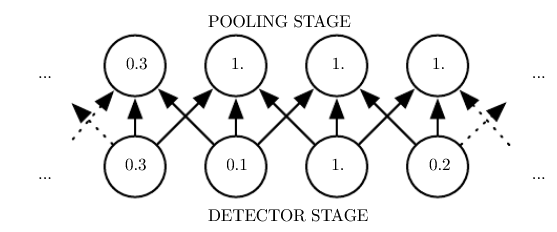 POOLING STAGE
... 0.3 1. 1. 1. ...
... 0.3 0.1 1. 0.2 ...
DETECTOR STAGE